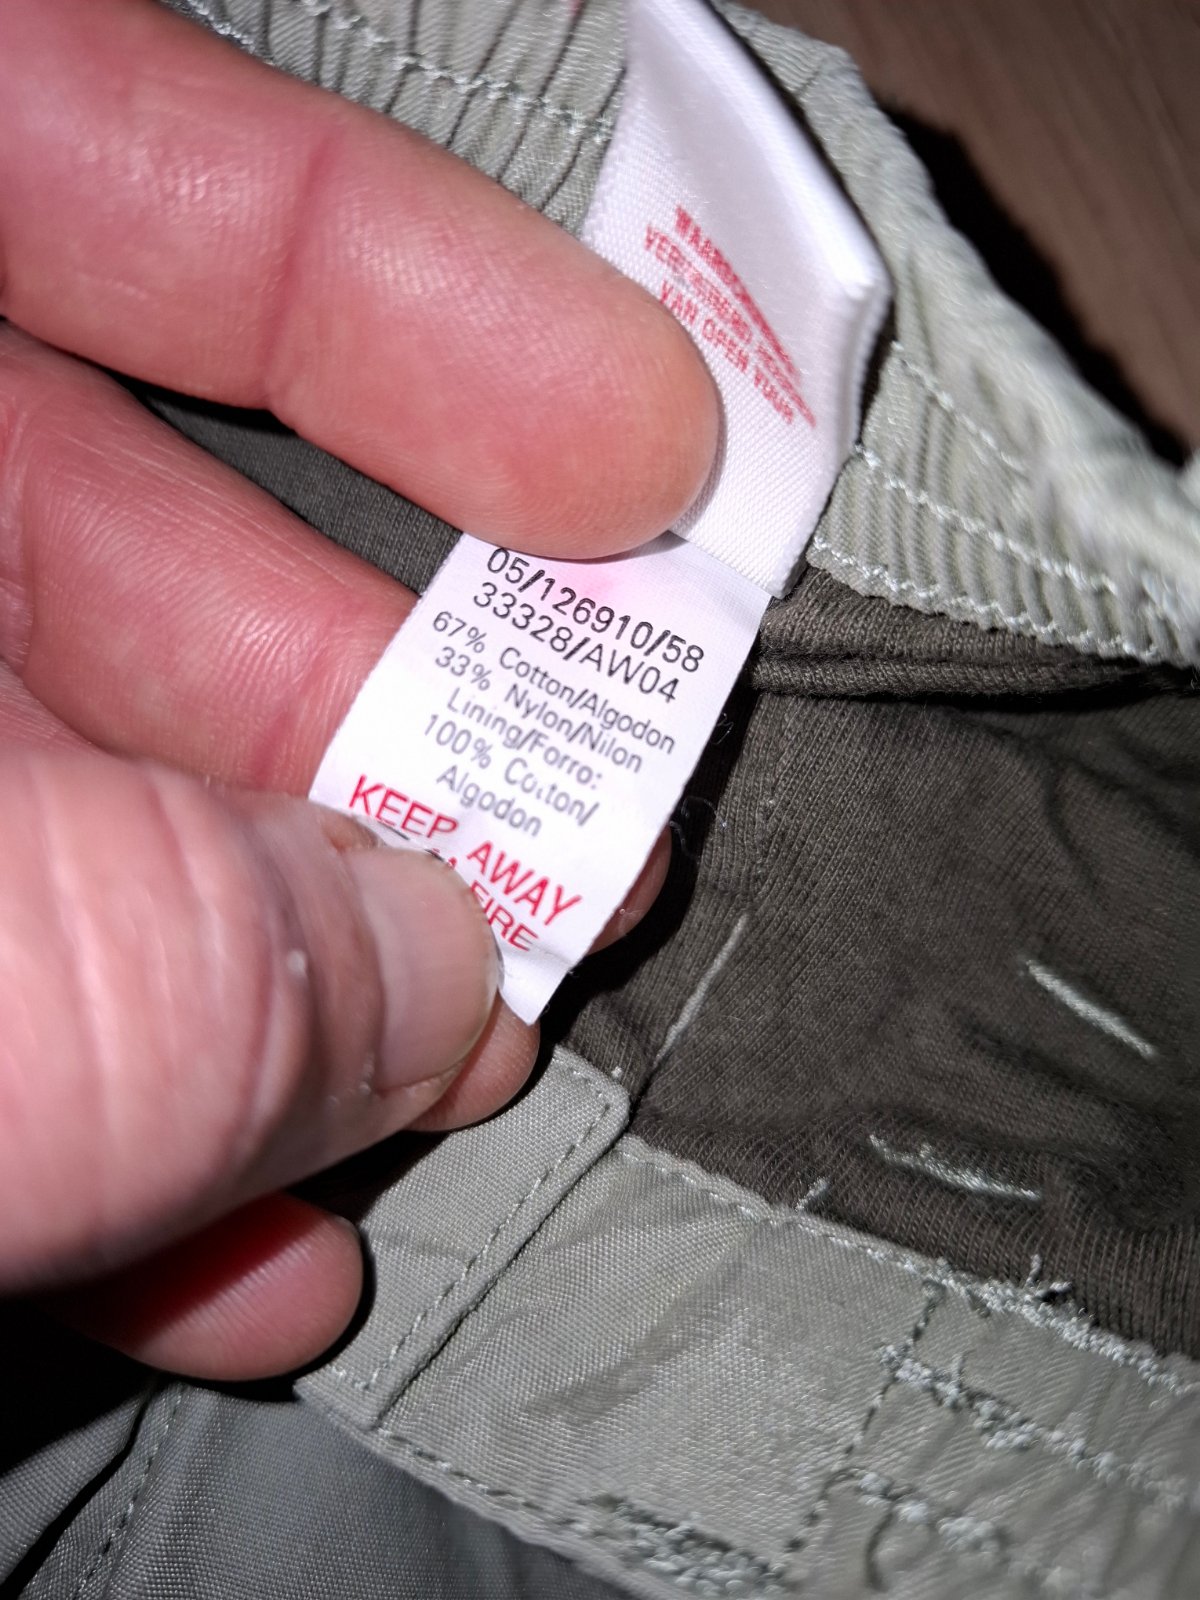 VAN OPEN VUUR
05/126910/58
33328/AW04
67% Cotton/Algodon
33% Nylon/Nilon
Lining/Forro:
100% Cotton/
Algodon
KEEP AWAY
FIRE